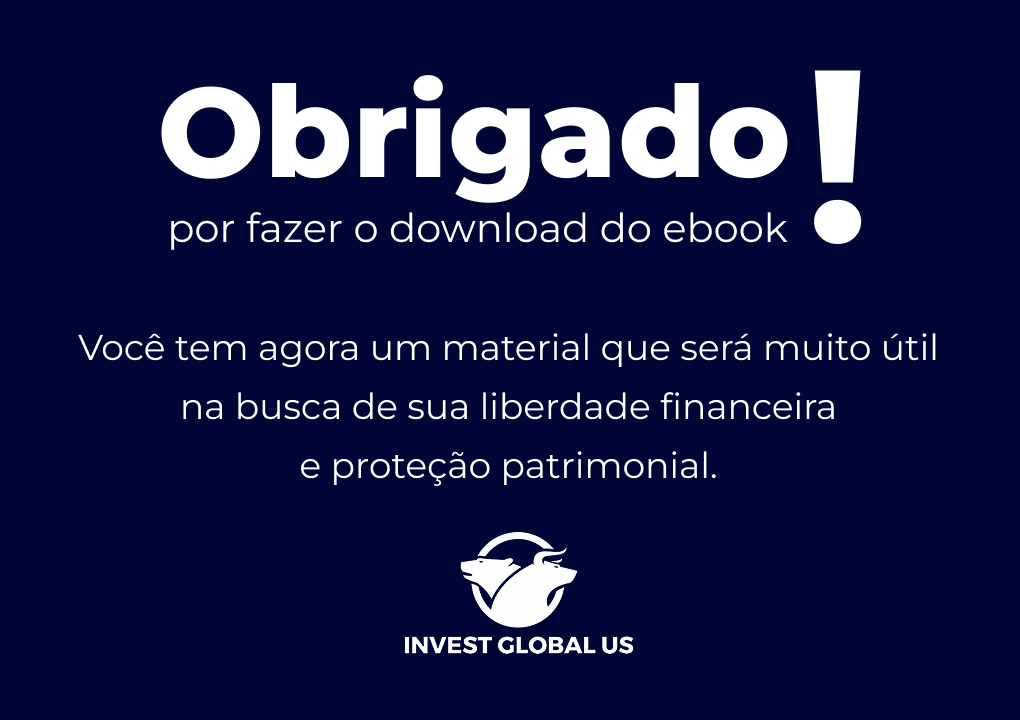 Obrigado!
por fazer o download do ebook
Você tem agora um material que será muito útil
na busca de sua liberdade financeira
e proteção patrimonial.
INVEST GLOBAL US